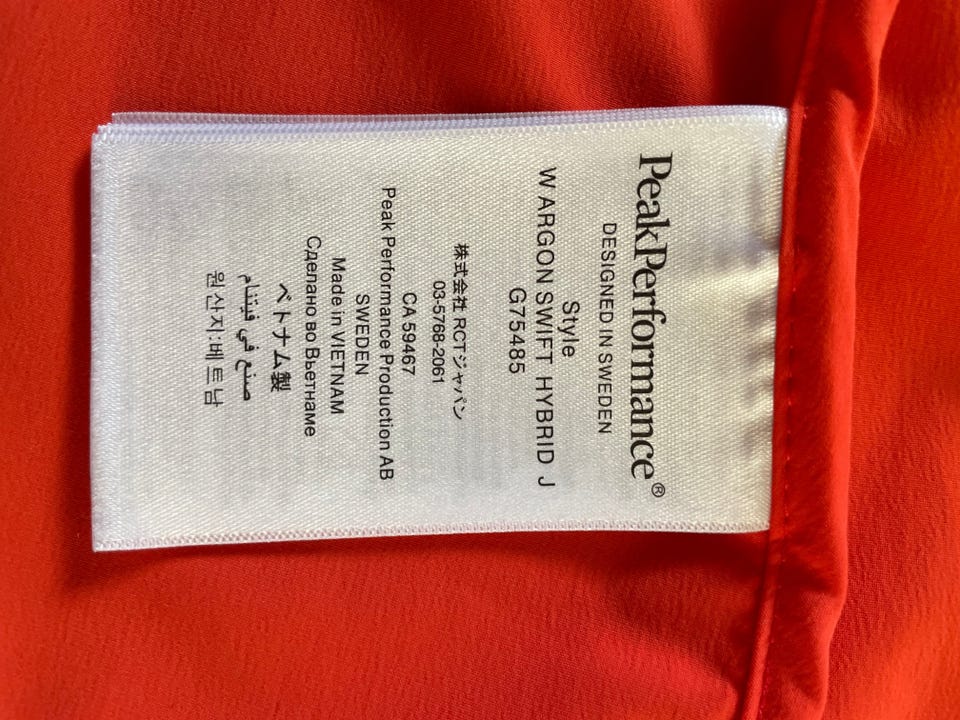 PeakPerformance®
DESIGNED IN SWEDEN
Style
W ARGON SWIFT HYBRID J
G75485
株式会社 RCTジャパン
03-5768-2061
CA 59467
Peak Performance Production AB
SWEDEN
Made in VIETNAM
Сделано во Вьетнаме
ベトナム製
صنع في فيتنام
원산지:베트남